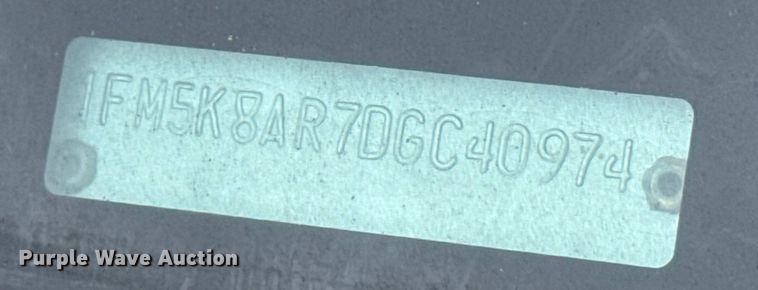 1FM5K8AR7DGC40974
Purple Wave Auction